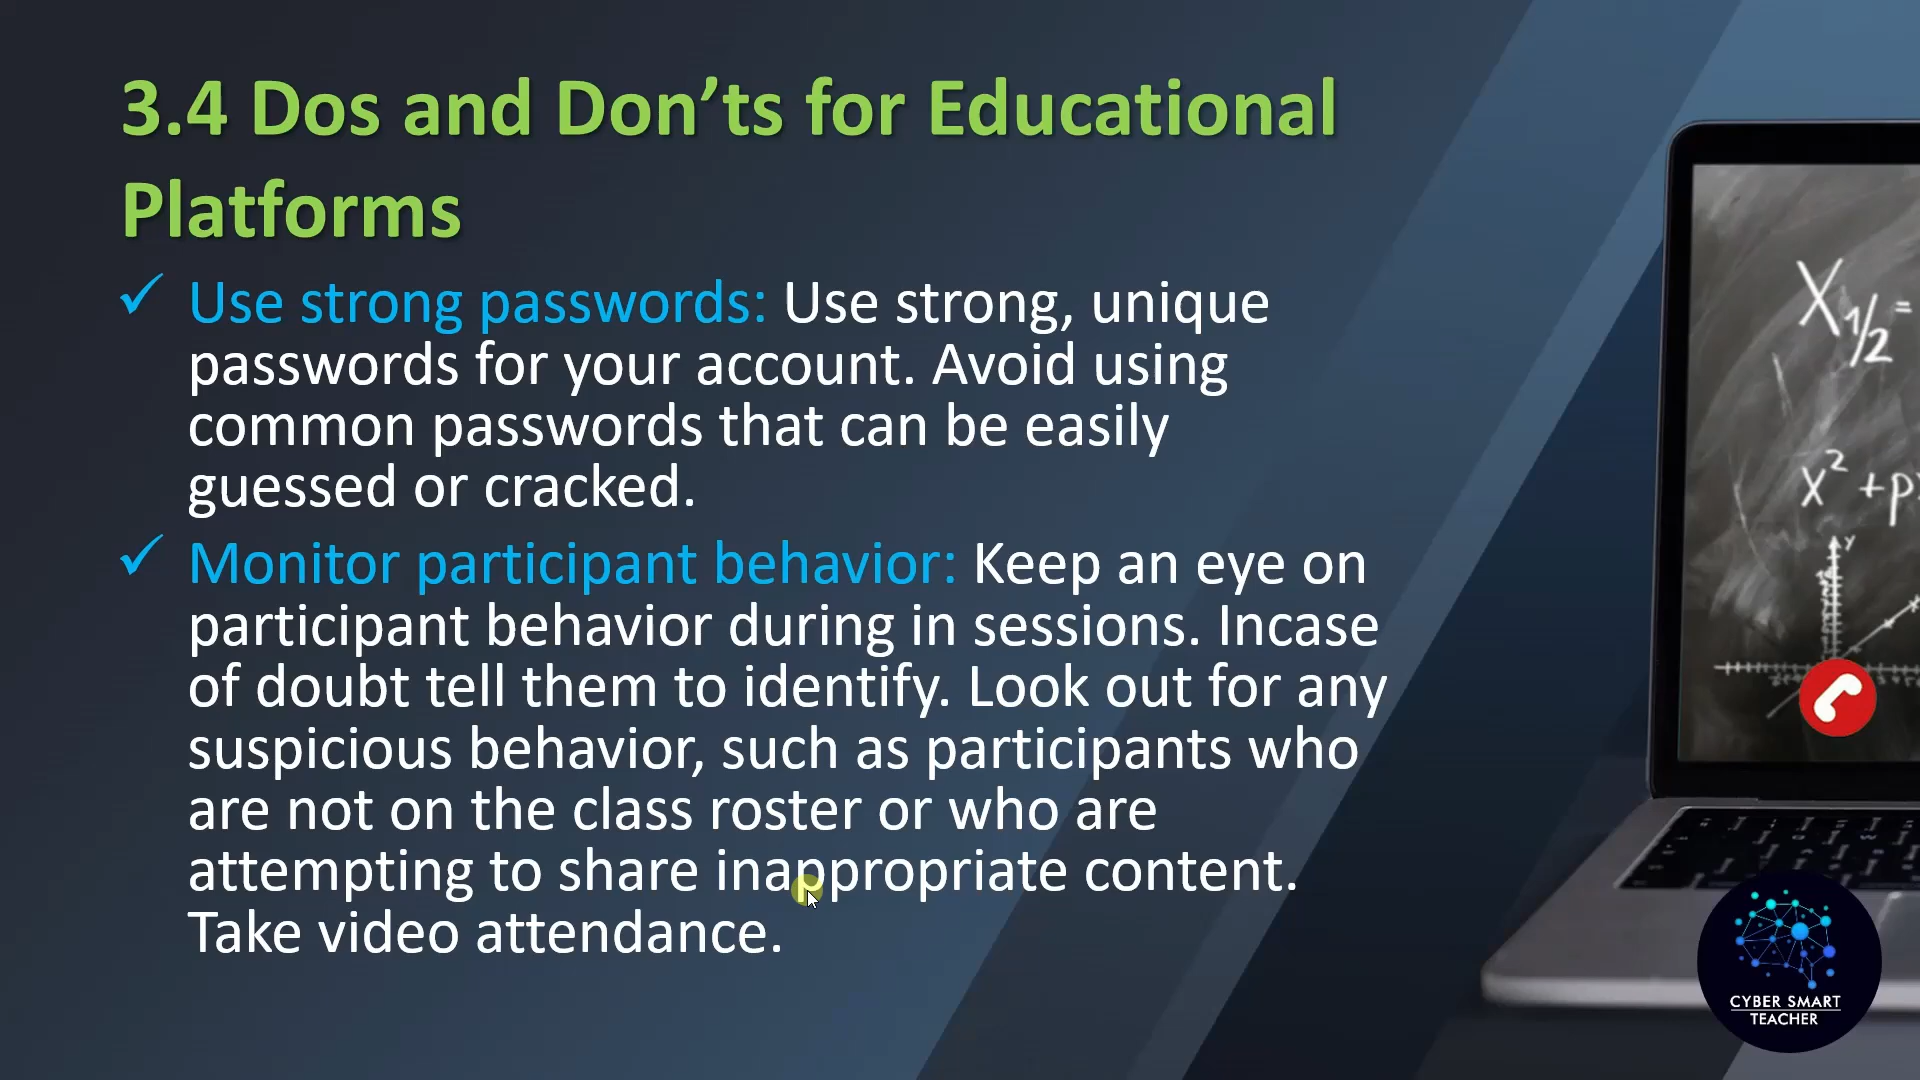 3.4 Dos and Don’ts for Educational
Platforms
✓ Use strong passwords: Use strong, unique
passwords for your account. Avoid using
common passwords that can be easily
guessed or cracked.
✓ Monitor participant behavior: Keep an eye on
participant behavior during in sessions. Incase
of doubt tell them to identify. Look out for any
suspicious behavior, such as participants who
are not on the class roster or who are
attempting to share inappropriate content.
Take video attendance.
X1/2 =
x² + p
y
CYBER SMART
TEACHER